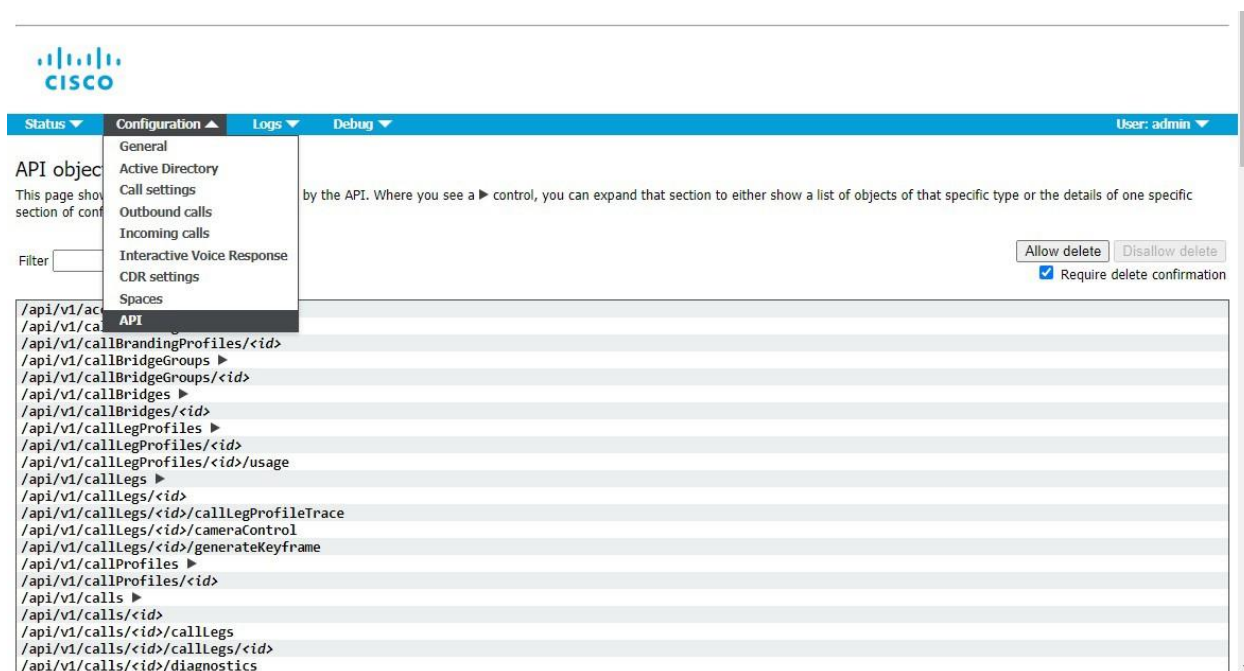 CISCO
Status ▼ Configuration ▲ Logs ▼ Debug ▼ User: admin ▼
General
Active Directory
Call settings
Outbound calls
Incoming calls
Interactive Voice Response
CDR settings
Spaces
API
API objec
This page show by the API. Where you see a ▶ control, you can expand that section to either show a list of objects of that specific type or the details of one specific
section of conf
Filter Allow delete Disallow delete
Require delete confirmation
/api/v1/acc
/api/v1/cal
/api/v1/callBrandingProfiles/<id>
/api/v1/callBridgeGroups ▶
/api/v1/callBridgeGroups/<id>
/api/v1/callBridges ▶
/api/v1/callBridges/<id>
/api/v1/callLegProfiles ▶
/api/v1/callLegProfiles/<id>
/api/v1/callLegProfiles/<id>/usage
/api/v1/callLegs ▶
/api/v1/callLegs/<id>
/api/v1/callLegs/<id>/callLegProfileTrace
/api/v1/callLegs/<id>/cameraControl
/api/v1/callLegs/<id>/generateKeyframe
/api/v1/callProfiles ▶
/api/v1/callProfiles/<id>
/api/v1/calls ▶
/api/v1/calls/<id>
/api/v1/calls/<id>/callLegs
/api/v1/calls/<id>/callLegs/<id>
/api/v1/calls/<id>/diagnostics